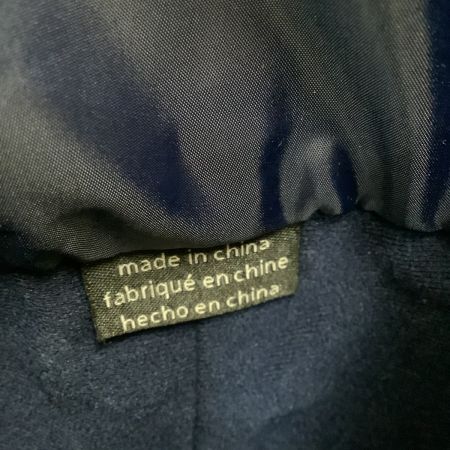 made in china
fabriqué en chine
hecho en china